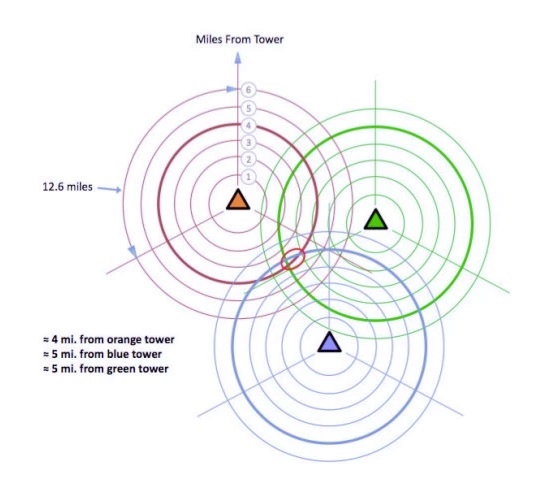 Miles From Tower
6
5
4
3
2
1
12.6 miles
≈ 4 mi. from orange tower
≈ 5 mi. from blue tower
≈ 5 mi. from green tower